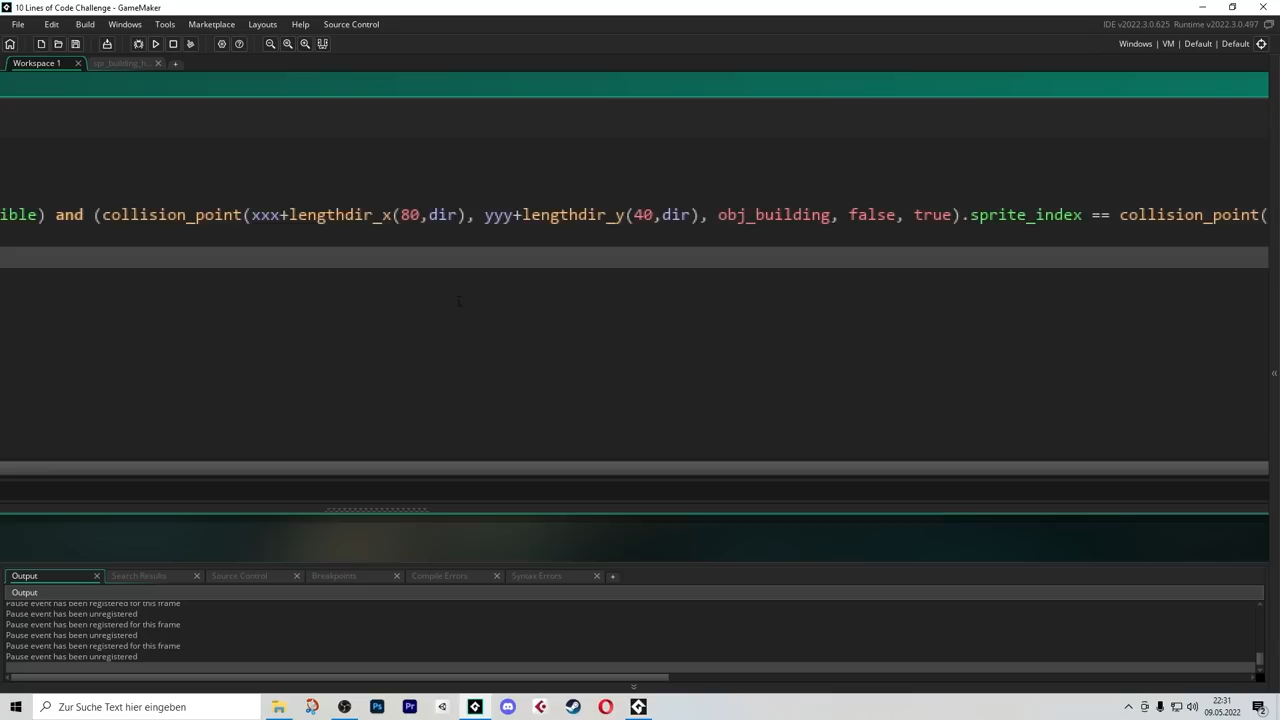 10 Lines of Code Challenge - GameMaker
File Edit Build Windows Tools Marketplace Layouts Help Source Control
IDE v2022.3.0.625 Runtime v2022.3.0.497
Windows | VM | Default | Default
Workspace 1 spr_building_h...
ible) and (collision_point(xxx+lengthdir_x(80,dir), yyy+lengthdir_y(40,dir), obj_building, false, true).sprite_index == collision_point(
Output Search Results Source Control Breakpoints Compile Errors Syntax Errors
Output
Pause event has been registered for this frame
Pause event has been unregistered
Pause event has been registered for this frame
Pause event has been unregistered
Pause event has been registered for this frame
Pause event has been unregistered
Zur Suche Text hier eingeben
22:31
09.05.2022
2